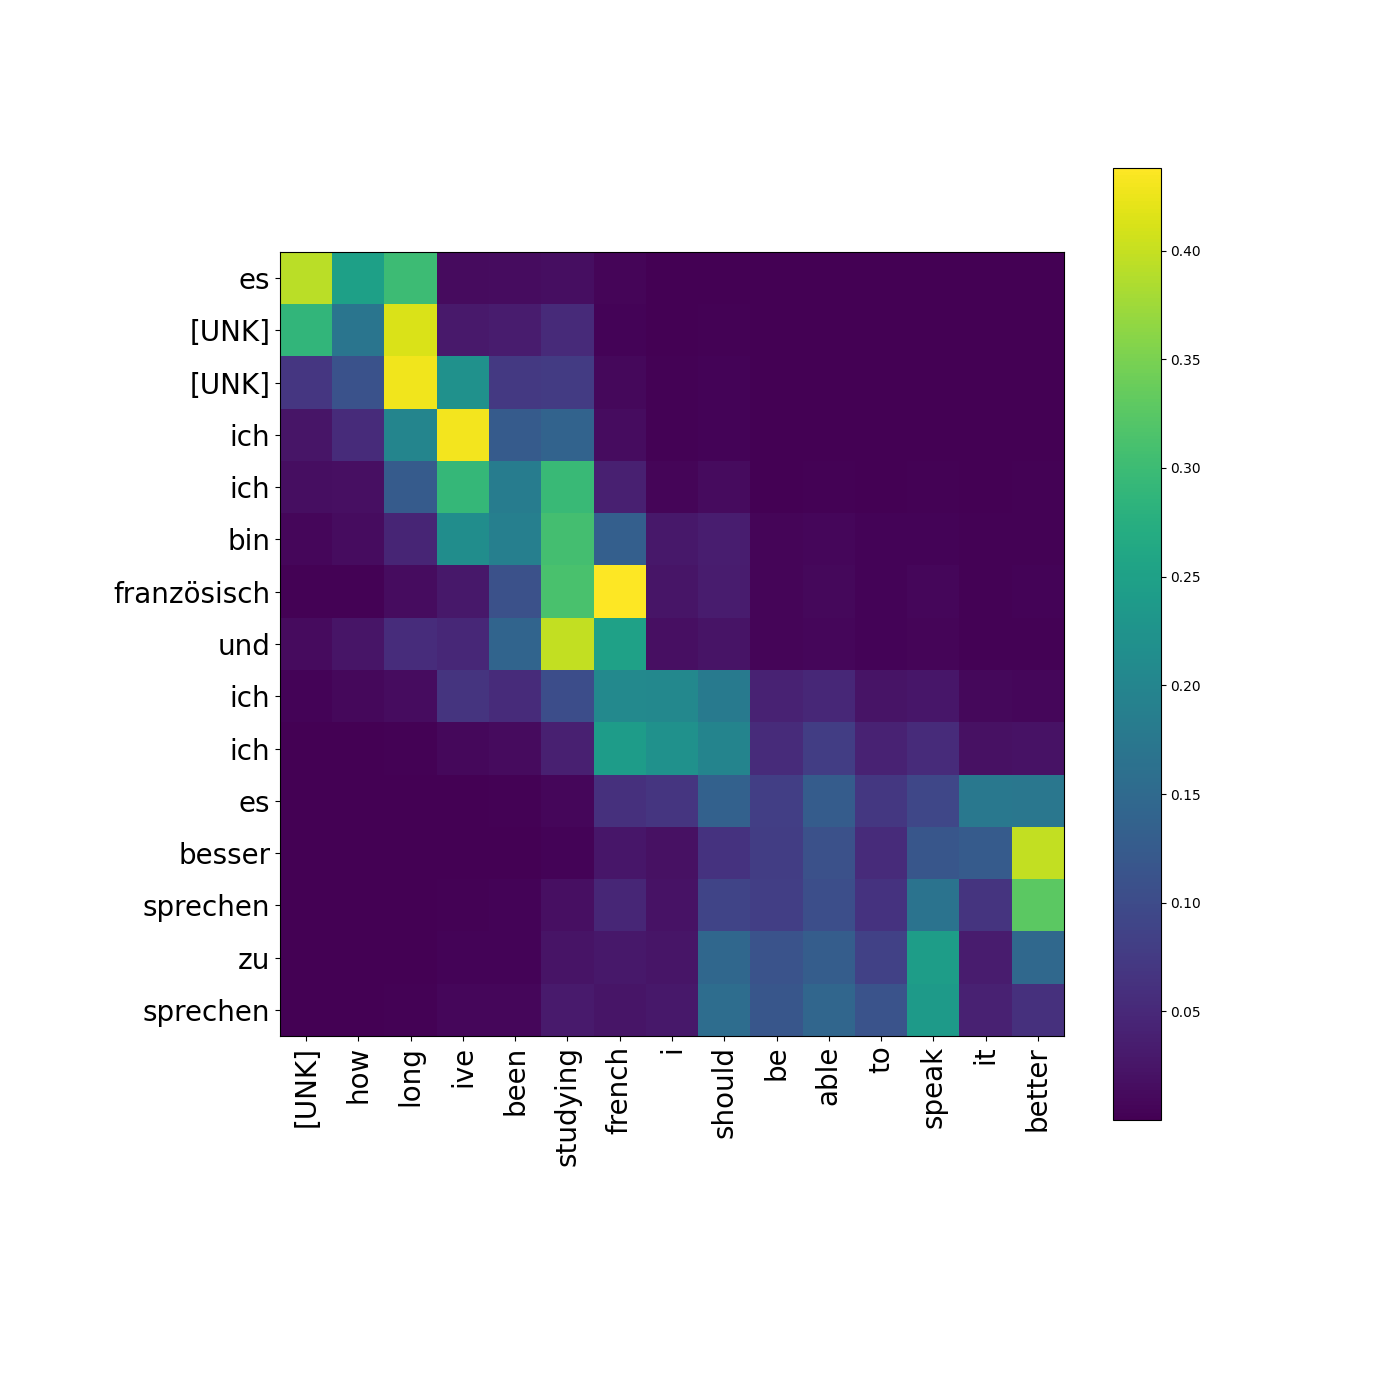 es
[UNK]
[UNK]
ich
ich
bin
französisch
und
ich
ich
es
besser
sprechen
zu
sprechen
[UNK]
how
long
ive
been
studying
french
i
should
be
able
to
speak
it
better
0.40
0.35
0.30
0.25
0.20
0.15
0.10
0.05